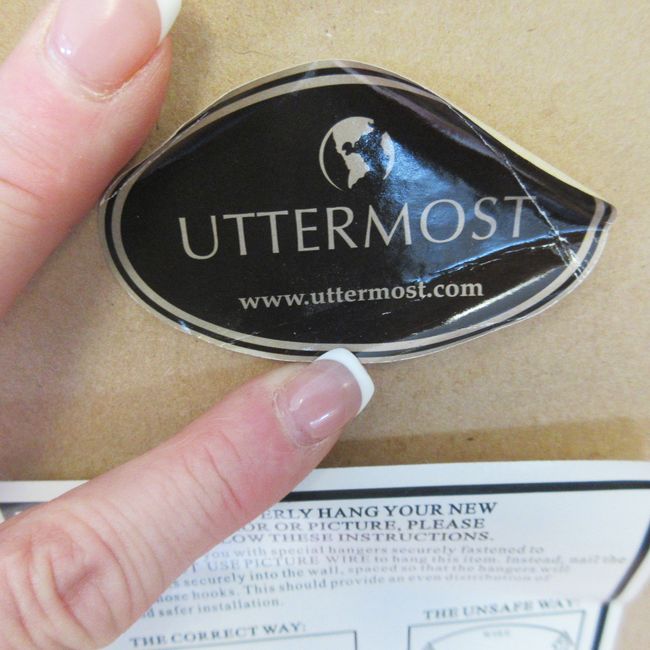 UTTERMOST
www.uttermost.com
ERLY HANG YOUR NEW
OR OR PICTURE, PLEASE
LOW THESE INSTRUCTIONS.
you with special hangers securely fastened to
USE PICTURE WIRE to hang this item. Instead, nail the
securely into the wall, spaced so that the hangers will
hose hooks. This should provide an even distribution of
nd safer installation.
THE CORRECT WAY:
THE UNSAFE WAY:
WIRE